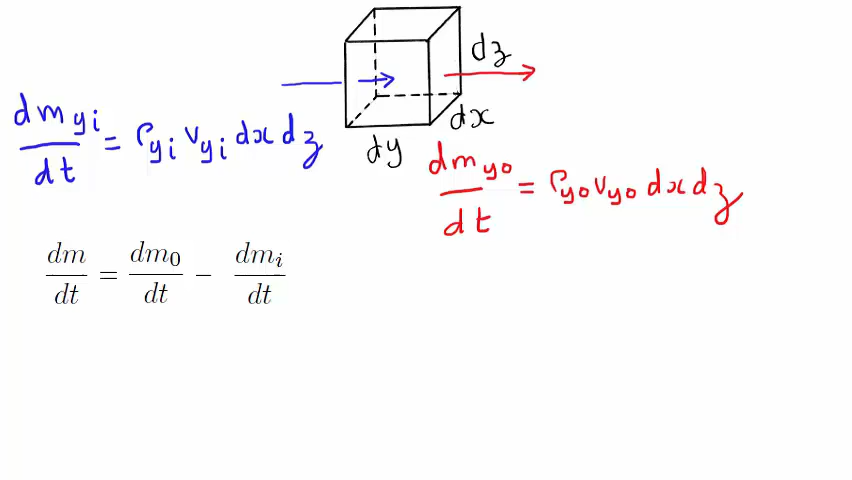 dz
dx
dy
dm_yi/dt = ρ_yi v_yi dx dz
dm_yo/dt = ρ_yo v_yo dx dz
dm/dt = dm_0/dt − dm_i/dt